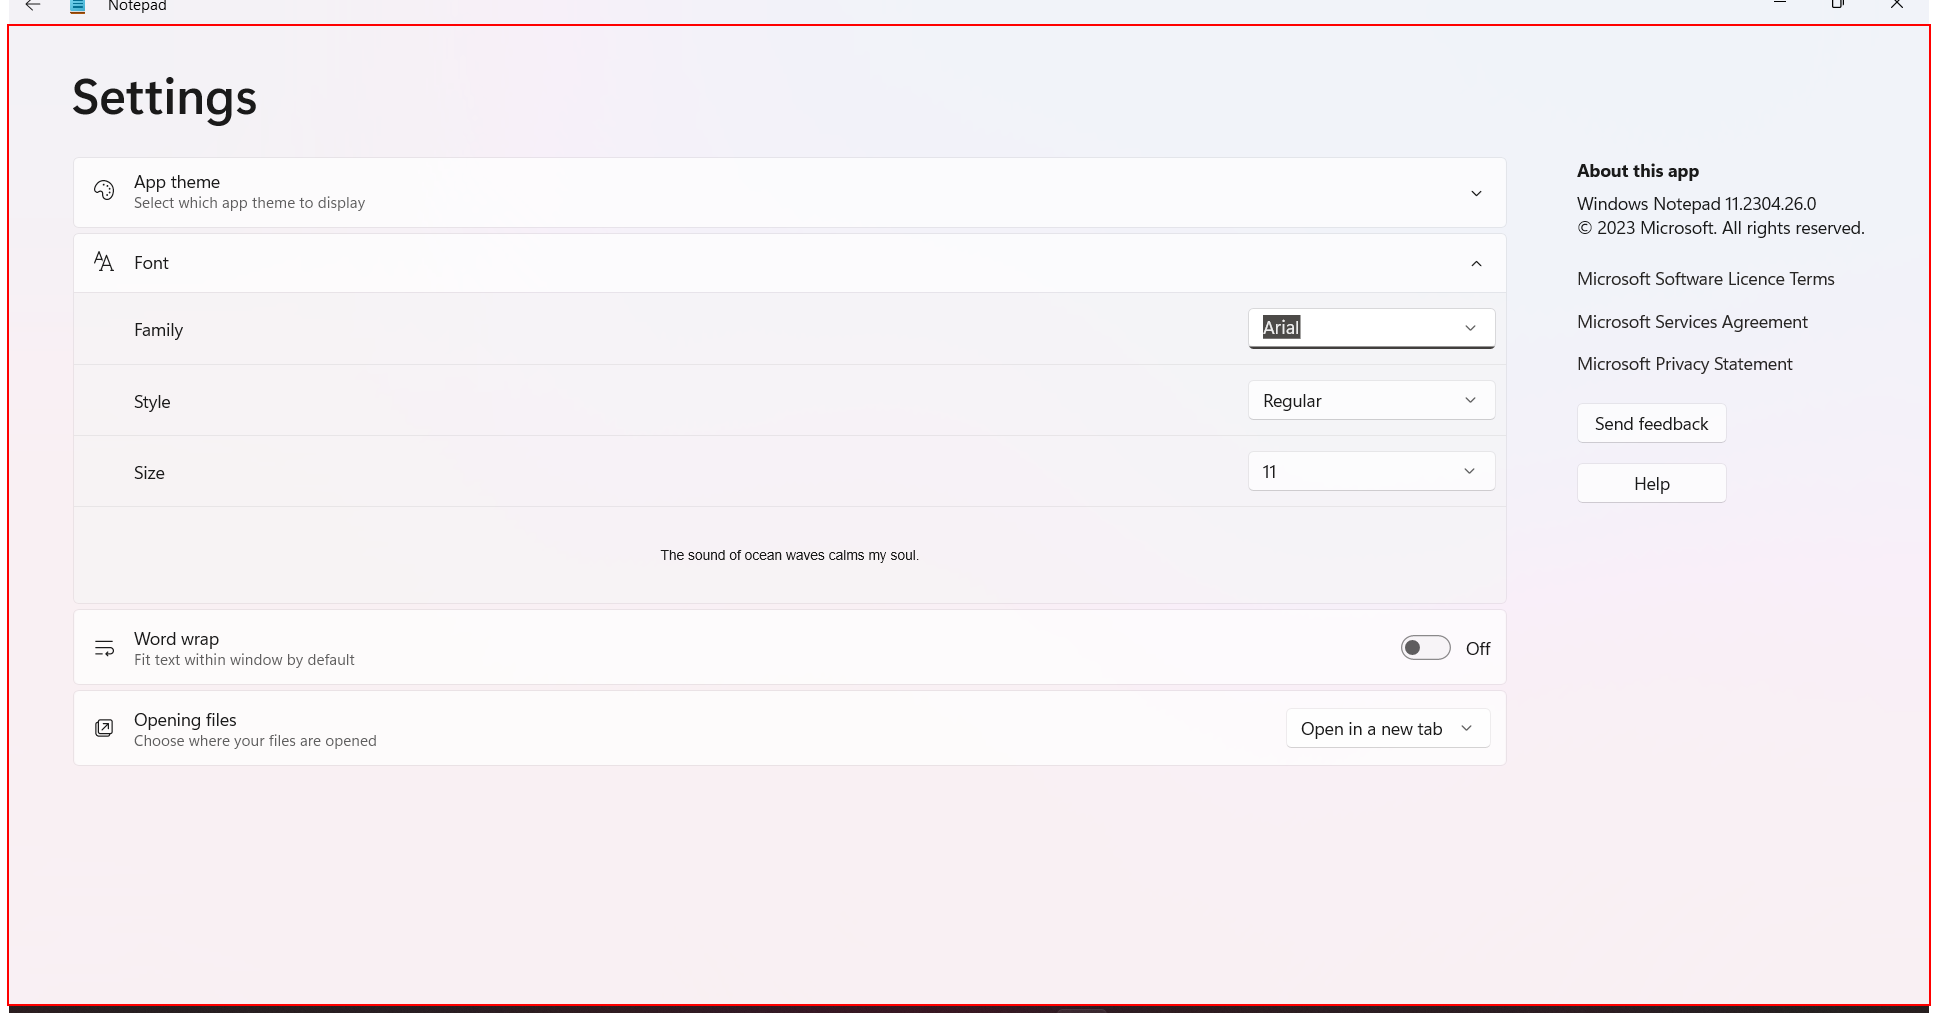 Notepad
Settings
App theme
Select which app theme to display
Font
Family
Arial
Style
Regular
Size
11
The sound of ocean waves calms my soul.
Word wrap
Fit text within window by default
Off
Opening files
Choose where your files are opened
Open in a new tab
About this app
Windows Notepad 11.2304.26.0
© 2023 Microsoft. All rights reserved.
Microsoft Software Licence Terms
Microsoft Services Agreement
Microsoft Privacy Statement
Send feedback
Help